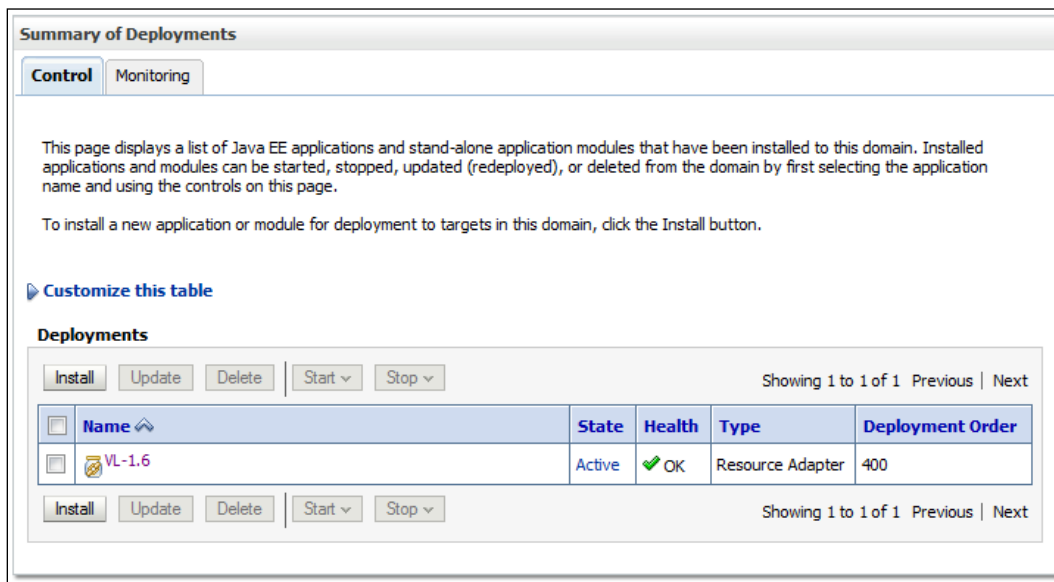 Summary of Deployments
Control Monitoring
This page displays a list of Java EE applications and stand-alone application modules that have been installed to this domain. Installed
applications and modules can be started, stopped, updated (redeployed), or deleted from the domain by first selecting the application
name and using the controls on this page.
To install a new application or module for deployment to targets in this domain, click the Install button.
Customize this table
Deployments
Install Update Delete Start Stop Showing 1 to 1 of 1 Previous | Next
Name State Health Type Deployment Order
VL-1.6 Active OK Resource Adapter 400
Install Update Delete Start Stop Showing 1 to 1 of 1 Previous | Next